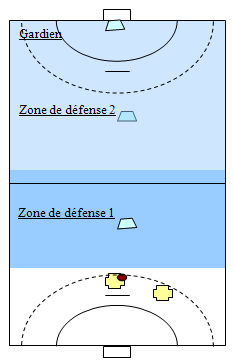 Gardien
Zone de défense 2
Zone de défense 1